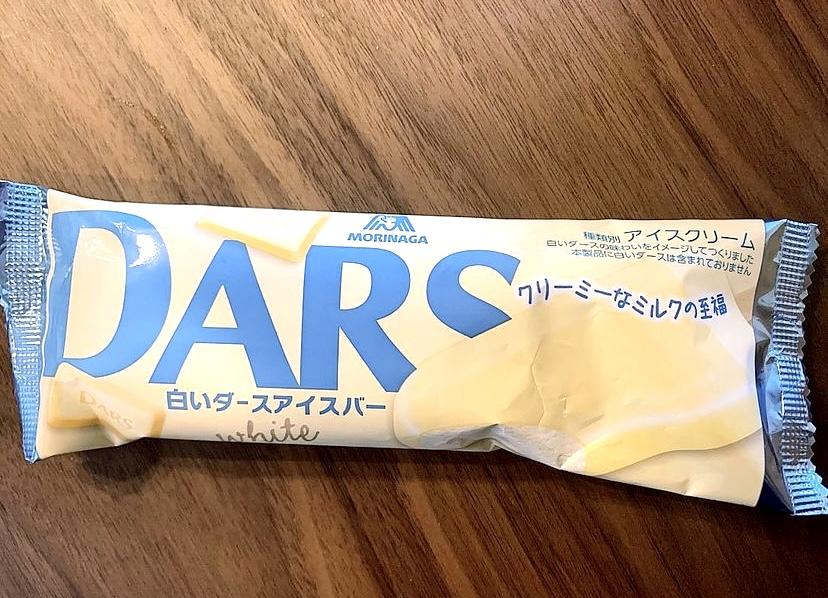 DARS
MORINAGA
種類別 アイスクリーム
白いダースの味わいをイメージしてつくりました
本製品に白いダースは含まれておりません
クリーミーなミルクの至福
白いダースアイスバー
white
DARS